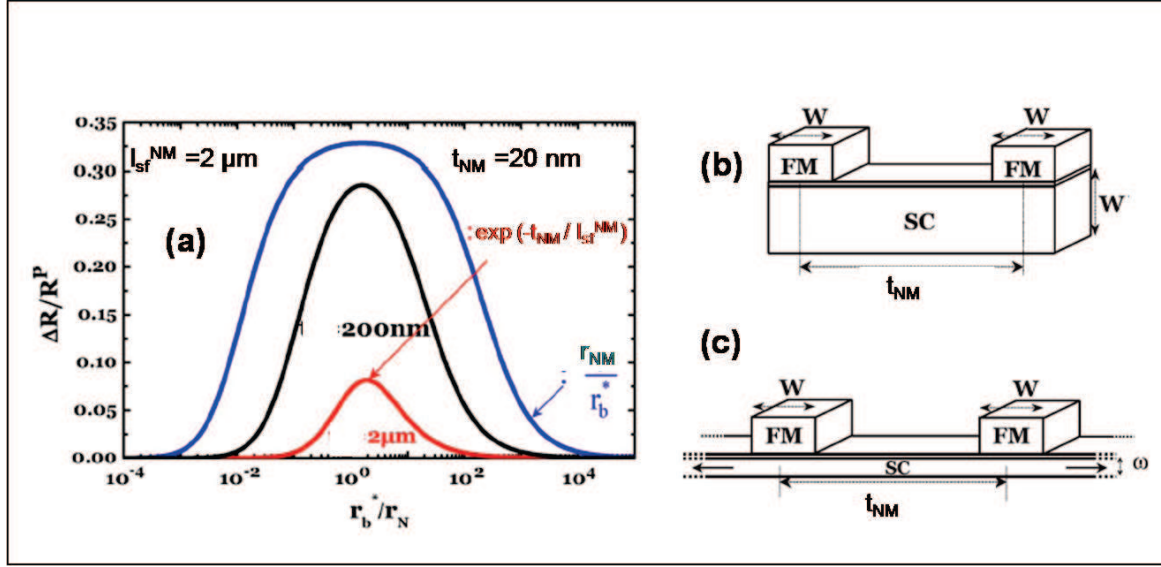 0.35
0.30
0.25
0.20
0.15
0.10
0.05
0.00
ΔR/R^P
l_sf^NM =2 µm
t_NM =20 nm
(a)
:exp (-t_NM / l_sf^NM)
:200nm
:2µm
: r_NM / r_b^*
10^-4
10^-2
10^0
10^2
10^4
r_b^*/r_N
(b)
W
W
FM
FM
W
SC
t_NM
(c)
W
W
FM
FM
SC
ω
t_NM